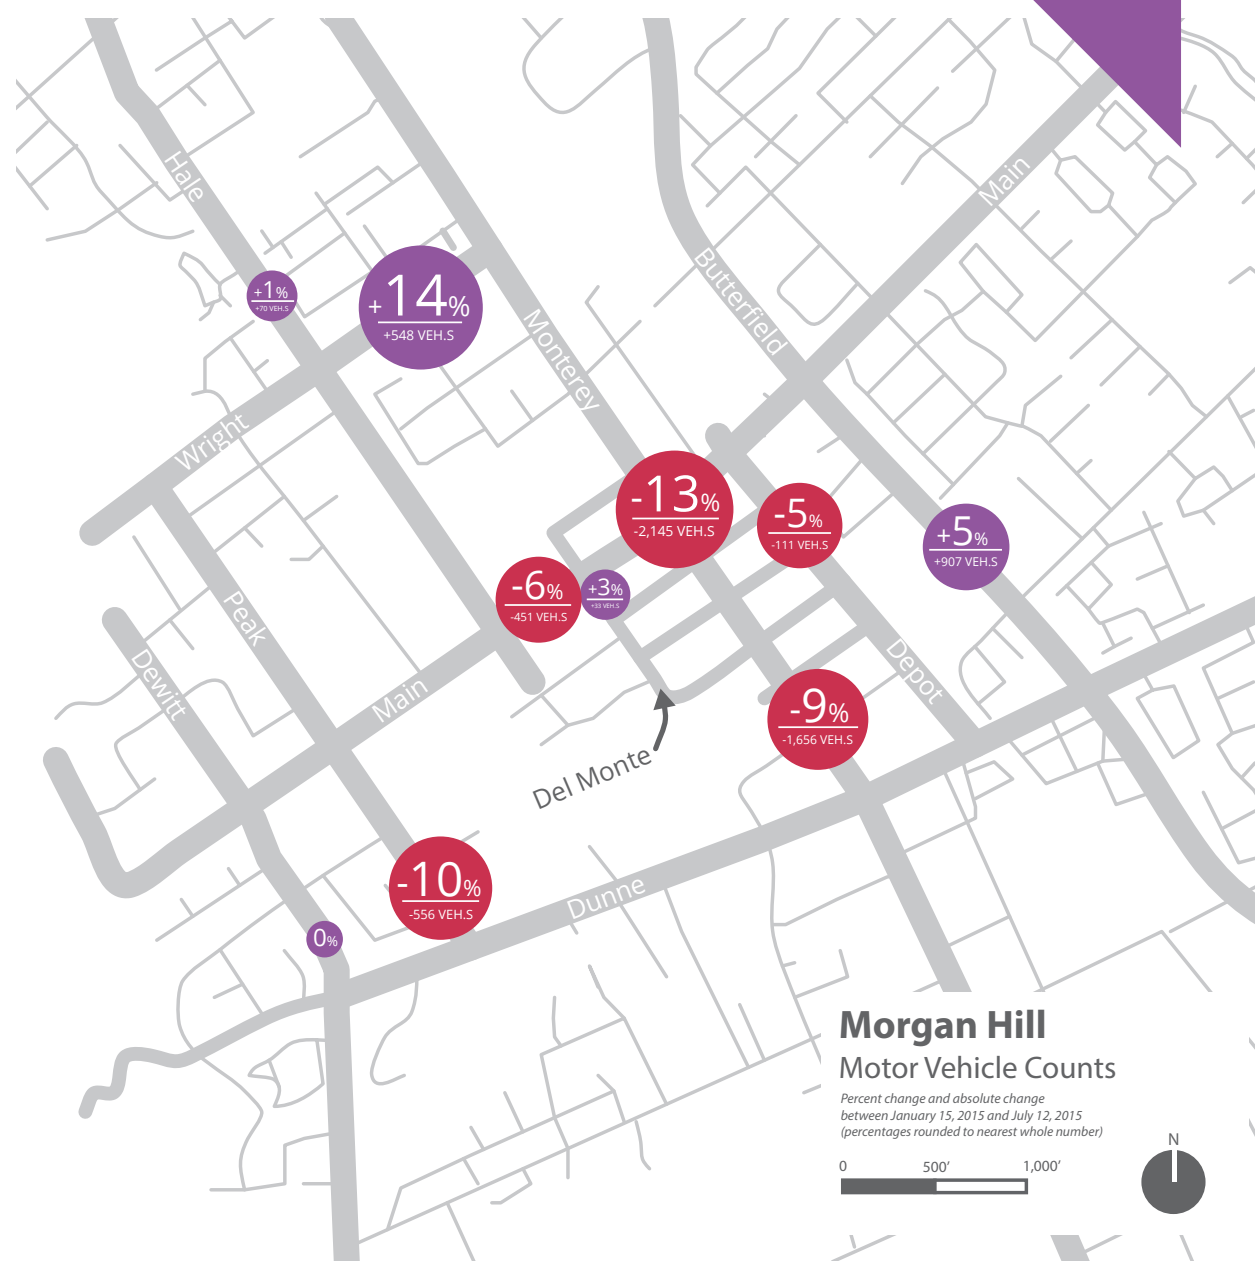 Hale
Main
+1%
+70 VEH.S
+14%
+548 VEH.S
Butterfield
Monterey
Wright
-13%
-2,145 VEH.S
-5%
-111 VEH.S
+5%
+907 VEH.S
-6%
-451 VEH.S
+3%
+33 VEH.S
Peak
Dewitt
Main
Depot
-9%
-1,656 VEH.S
Del Monte
-10%
-556 VEH.S
Dunne
0%
Morgan Hill
Motor Vehicle Counts
Percent change and absolute change
between January 15, 2015 and July 12, 2015
(percentages rounded to nearest whole number)
0 500’ 1,000’
N